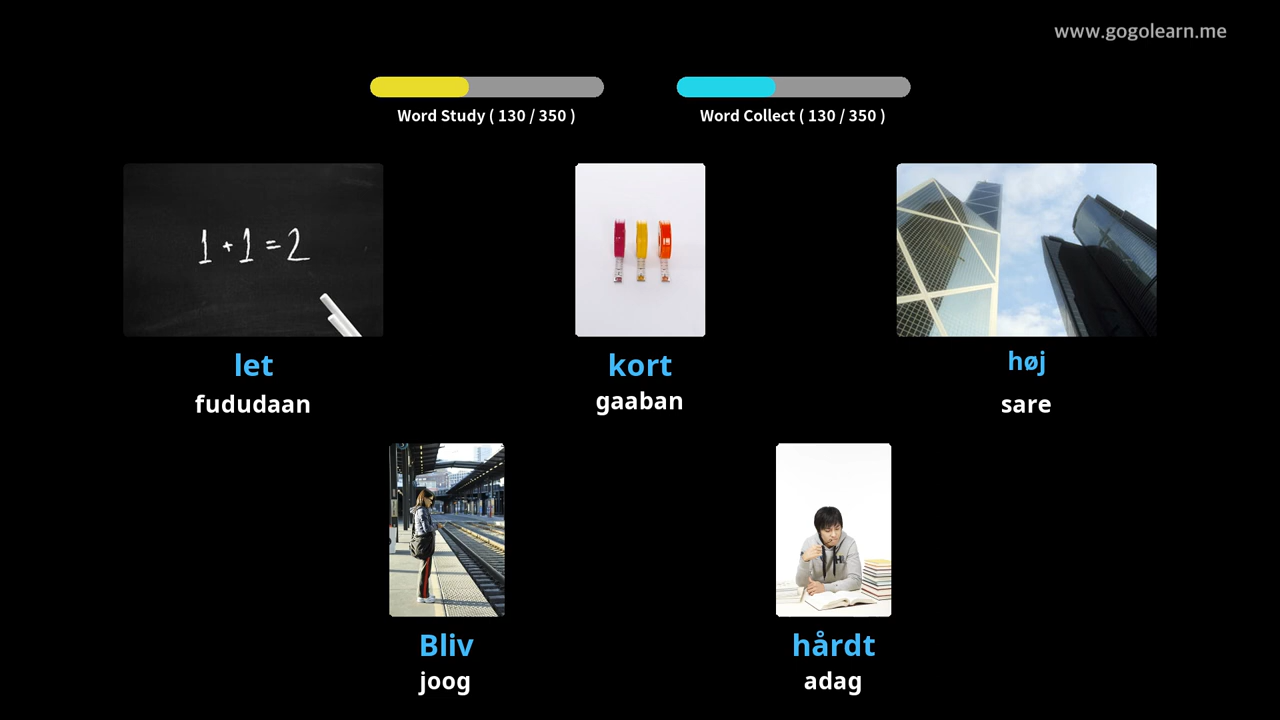 www.gogolearn.me
Word Study ( 130 / 350 )
Word Collect ( 130 / 350 )
1 + 1 = 2
let
fududaan
kort
gaaban
høj
sare
Bliv
joog
hårdt
adag